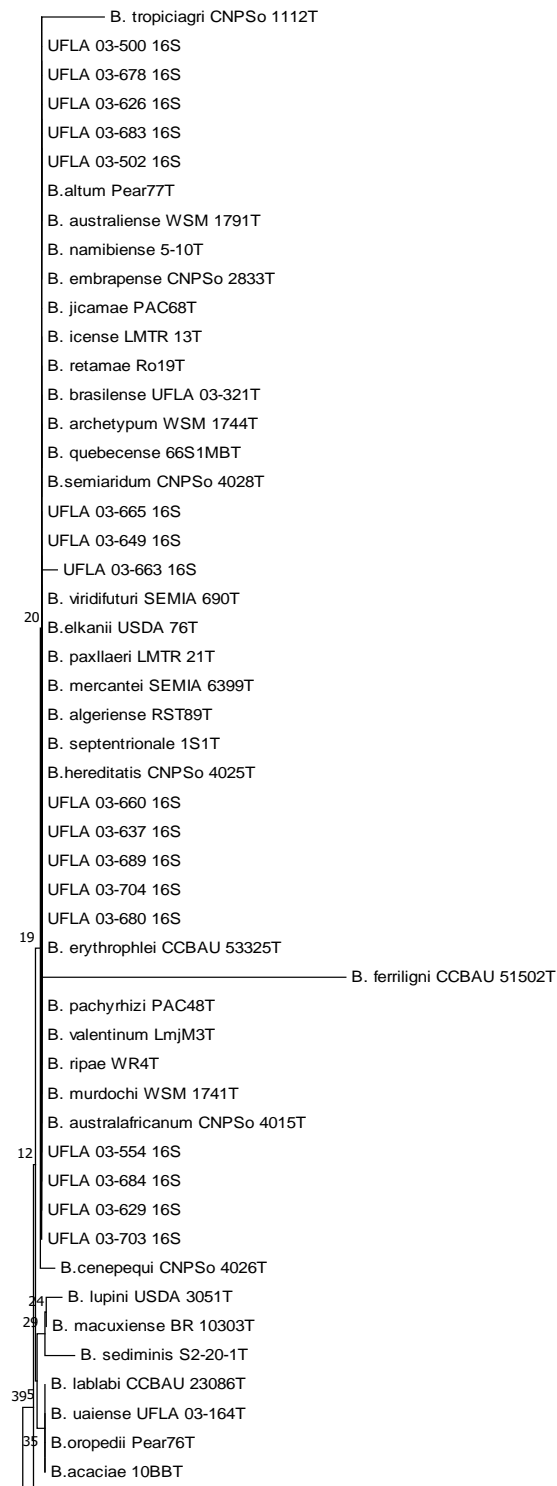 B. tropiciagri CNPSo 1112T
UFLA 03-500 16S
UFLA 03-678 16S
UFLA 03-626 16S
UFLA 03-683 16S
UFLA 03-502 16S
B.altum Pear77T
B. australiense WSM 1791T
B. namibiense 5-10T
B. embrapense CNPSo 2833T
B. jicamae PAC68T
B. icense LMTR 13T
B. retamae Ro19T
B. brasilense UFLA 03-321T
B. archetypum WSM 1744T
B. quebecense 66S1MBT
B.semiaridum CNPSo 4028T
UFLA 03-665 16S
UFLA 03-649 16S
UFLA 03-663 16S
B. viridifuturi SEMIA 690T
20
B.elkanii USDA 76T
B. paxllaeri LMTR 21T
B. mercantei SEMIA 6399T
B. algeriense RST89T
B. septentrionale 1S1T
B.hereditatis CNPSo 4025T
UFLA 03-660 16S
UFLA 03-637 16S
UFLA 03-689 16S
UFLA 03-704 16S
UFLA 03-680 16S
19
B. erythrophlei CCBAU 53325T
B. ferriligni CCBAU 51502T
B. pachyrhizi PAC48T
B. valentinum LmjM3T
B. ripae WR4T
B. murdochi WSM 1741T
B. australafricanum CNPSo 4015T
12
UFLA 03-554 16S
UFLA 03-684 16S
UFLA 03-629 16S
UFLA 03-703 16S
B.cenepequi CNPSo 4026T
24
B. lupini USDA 3051T
29
B. macuxiense BR 10303T
B. sediminis S2-20-1T
B. lablabi CCBAU 23086T
39
5
B. uaiense UFLA 03-164T
35
B.oropedii Pear76T
B.acaciae 10BBT